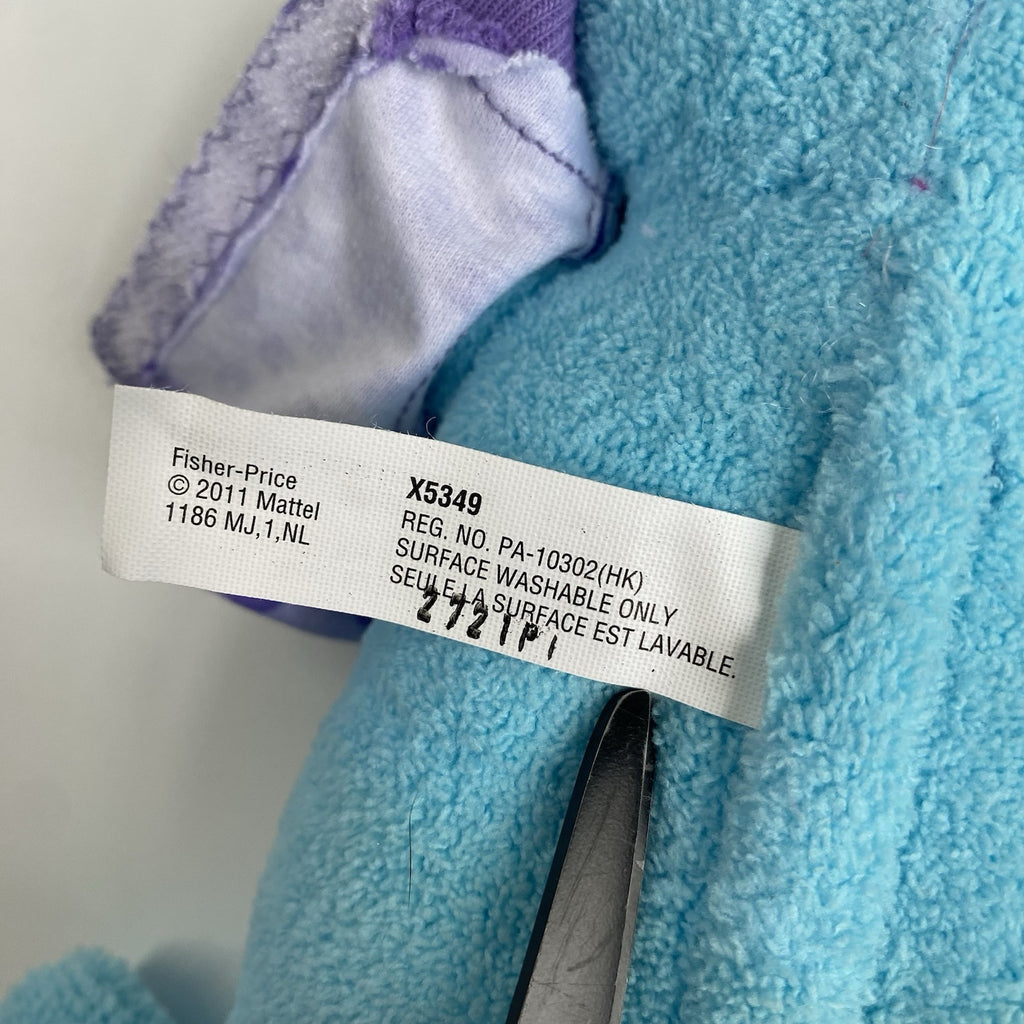 Fisher-Price
© 2011 Mattel
1186 MJ,1,NL
X5349
REG. NO. PA-10302(HK)
SURFACE WASHABLE ONLY
SEULE LA SURFACE EST LAVABLE.
2721P1